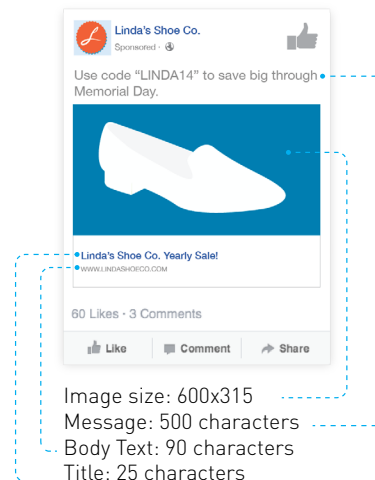 Linda's Shoe Co.
Sponsored ·
Use code “LINDA14” to save big through
Memorial Day.
Linda's Shoe Co. Yearly Sale!
WWW.LINDASHOECO.COM
60 Likes · 3 Comments
Like Comment Share
Image size: 600x315
Message: 500 characters
Body Text: 90 characters
Title: 25 characters